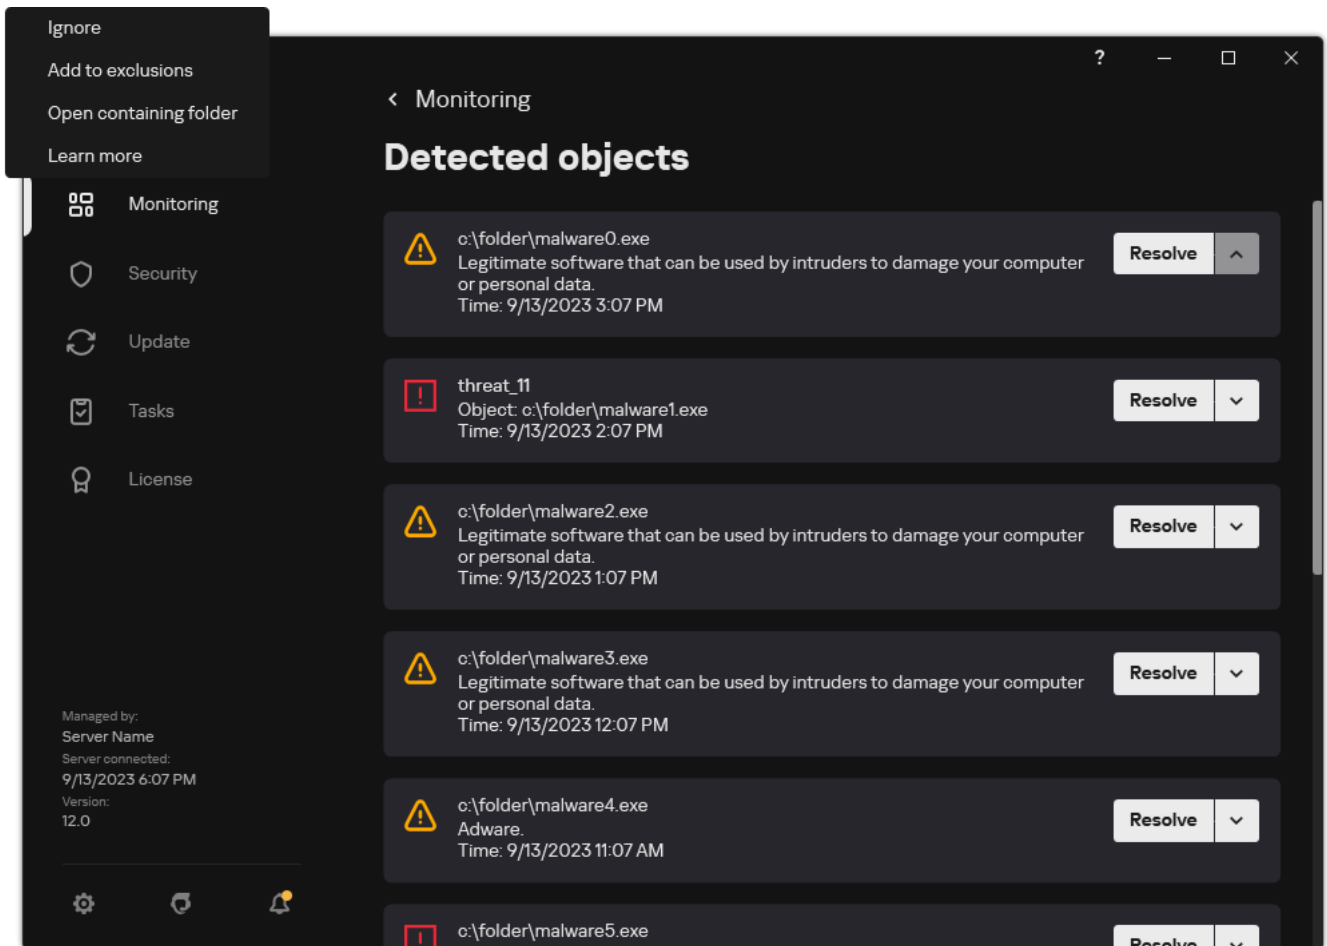 Ignore
Add to exclusions
Open containing folder
Learn more
?
Monitoring
Detected objects
Monitoring
Security
Update
Tasks
License
c:\folder\malware0.exe
Legitimate software that can be used by intruders to damage your computer
or personal data.
Time: 9/13/2023 3:07 PM
Resolve
threat_11
Object: c:\folder\malware1.exe
Time: 9/13/2023 2:07 PM
Resolve
c:\folder\malware2.exe
Legitimate software that can be used by intruders to damage your computer
or personal data.
Time: 9/13/2023 1:07 PM
Resolve
c:\folder\malware3.exe
Legitimate software that can be used by intruders to damage your computer
or personal data.
Time: 9/13/2023 12:07 PM
Resolve
c:\folder\malware4.exe
Adware.
Time: 9/13/2023 11:07 AM
Resolve
c:\folder\malware5.exe
Resolve
Managed by:
Server Name
Server connected:
9/13/2023 6:07 PM
Version:
12.0